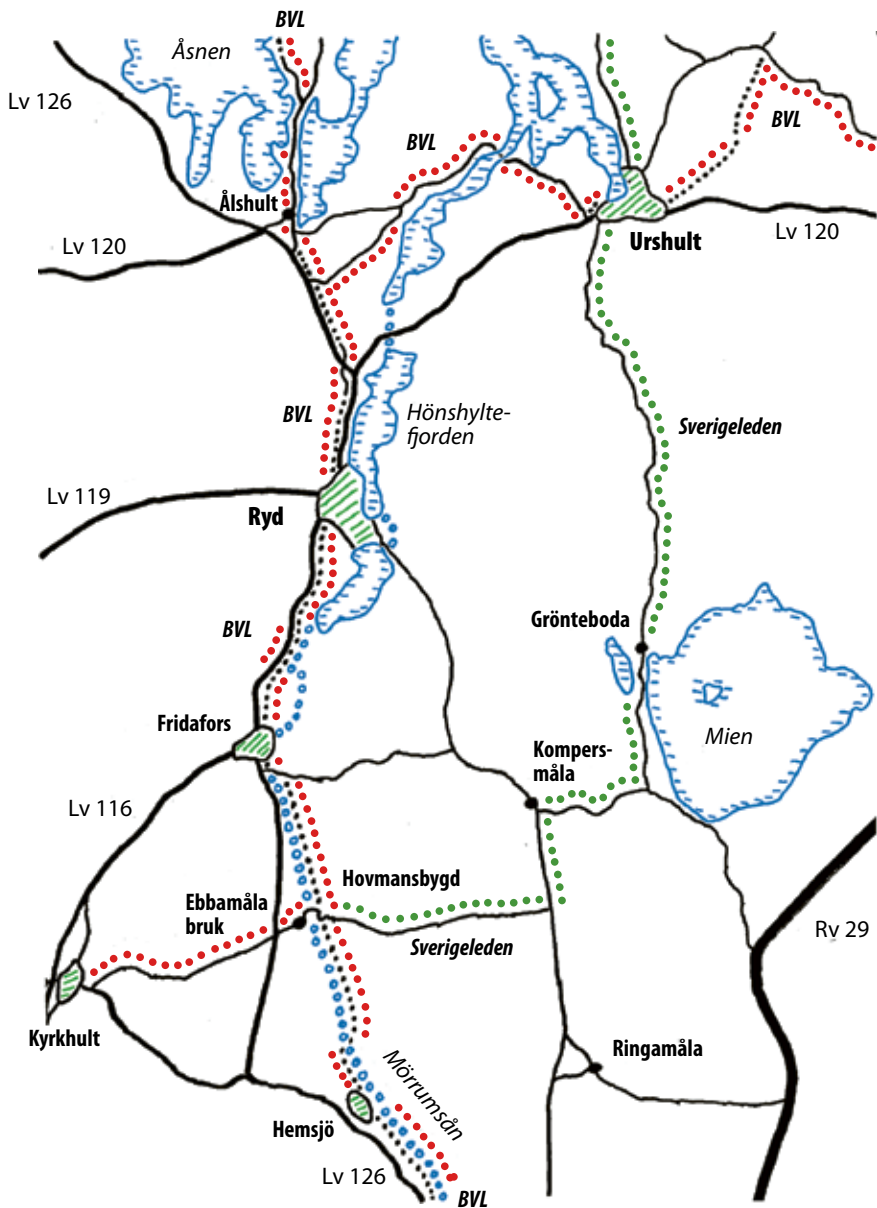 BVL
Åsnen
Lv 126
BVL
BVL
Ålshult
Lv 120
Urshult
Lv 120
BVL
Hönshylte-
fjorden
Sverigeleden
Lv 119
Ryd
BVL
Grönteboda
Fridafors
Mien
Kompers-
måla
Lv 116
Hovmansbygd
Ebbamåla
bruk
Sverigeleden
Rv 29
Kyrkhult
Ringamåla
Mörrumsån
Hemsjö
Lv 126
BVL